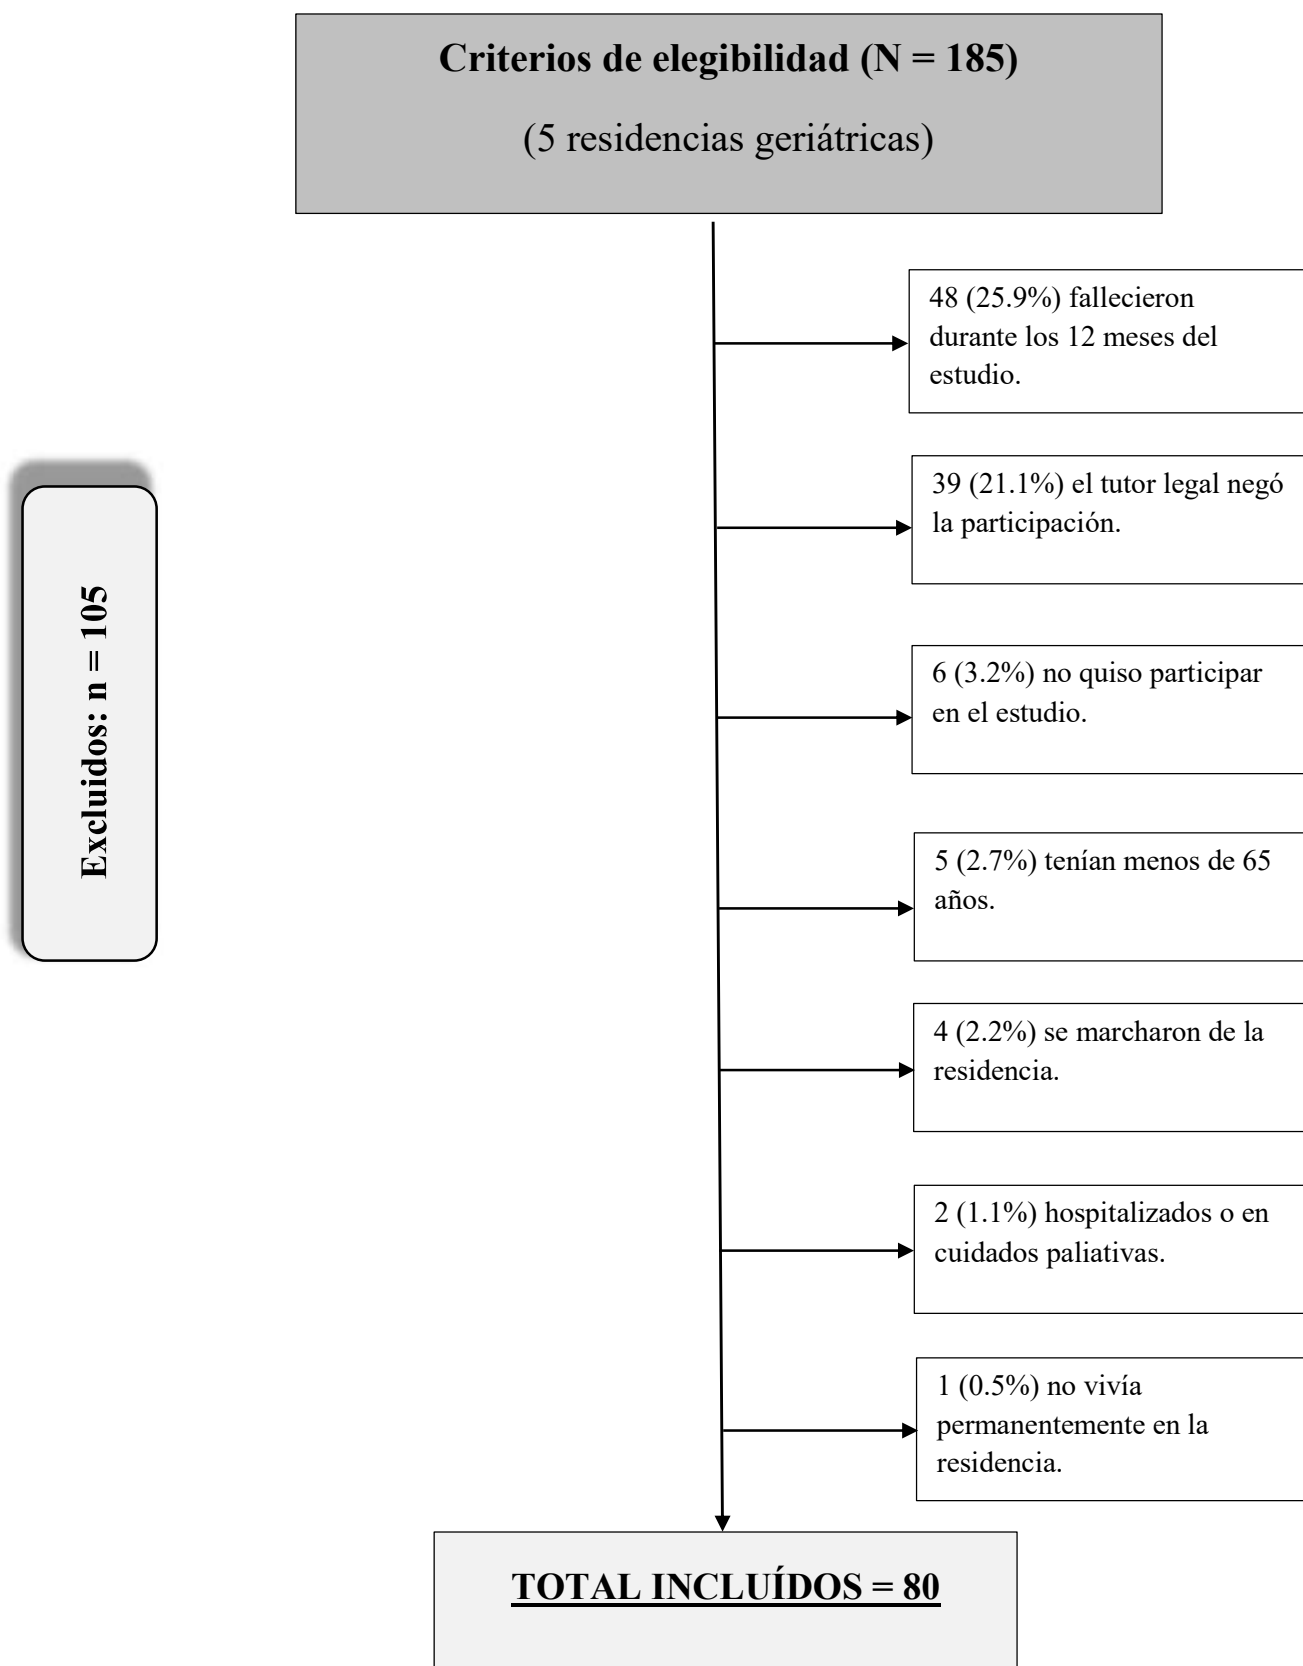 Criterios de elegibilidad (N = 185)
(5 residencias geriátricas)
48 (25.9%) fallecieron
durante los 12 meses del
estudio.
39 (21.1%) el tutor legal negó
la participación.
Excluidos: n = 105
6 (3.2%) no quiso participar
en el estudio.
5 (2.7%) tenían menos de 65
años.
4 (2.2%) se marcharon de la
residencia.
2 (1.1%) hospitalizados o en
cuidados paliativas.
1 (0.5%) no vivía
permanentemente en la
residencia.
TOTAL INCLUÍDOS = 80